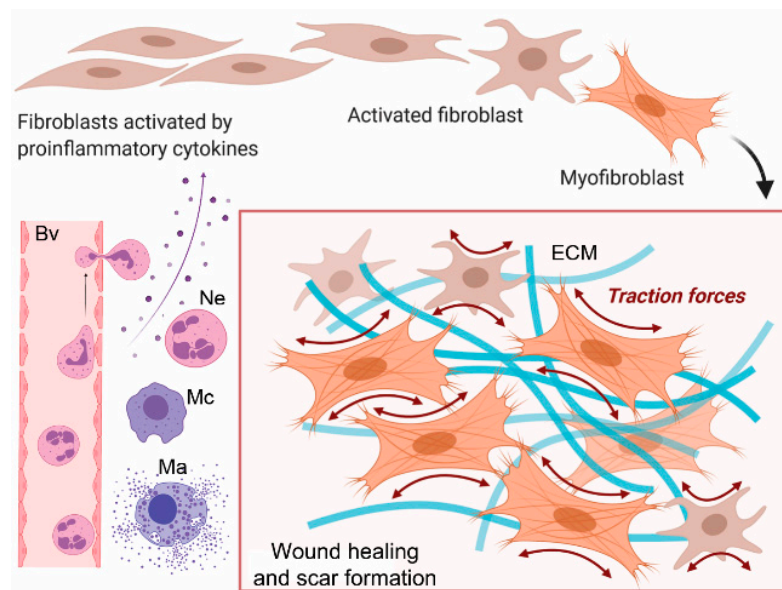 Fibroblasts activated by
proinflammatory cytokines
Activated fibroblast
Myofibroblast
Bv
Ne
Mc
Ma
ECM
Traction forces
Wound healing
and scar formation